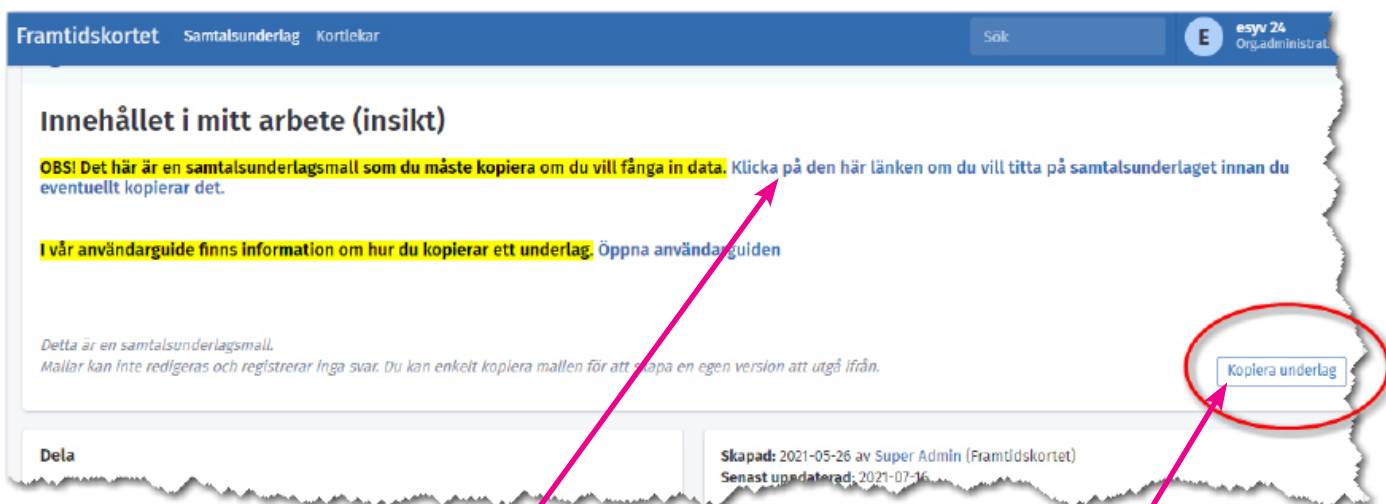 Framtidskortet Samtalsunderlag Kortlekar Sök E esyv 24
Org.administrat
Innehållet i mitt arbete (insikt)
OBS! Det här är en samtalsunderlagsmall som du måste kopiera om du vill fånga in data. Klicka på den här länken om du vill titta på samtalsunderlaget innan du
eventuellt kopierar det.
I vår användarguide finns information om hur du kopierar ett underlag. Öppna användarguiden
Detta är en samtalsunderlagsmall.
Mallar kan inte redigeras och registrerar inga svar. Du kan enkelt kopiera mallen för att skapa en egen version att utgå ifrån.
Kopiera underlag
Dela
Skapad: 2021-05-26 av Super Admin (Framtidskortet)
Senast uppdaterad: 2021-07-16